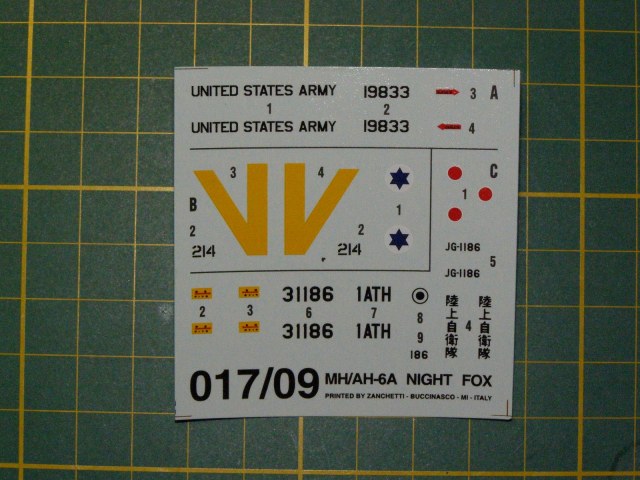 UNITED STATES ARMY 19833 3 A
1 2
UNITED STATES ARMY 19833 4
3 4 C
B 1 1
2 2
214 214
JG-1186
5
JG-1186
31186 1ATH 陸上自衛隊 陸上自衛隊
2 3 6 7 8 4
31186 1ATH 9
186
017/09 MH/AH-6A NIGHT FOX
PRINTED BY ZANCHETTI - BUCCINASCO - MI - ITALY